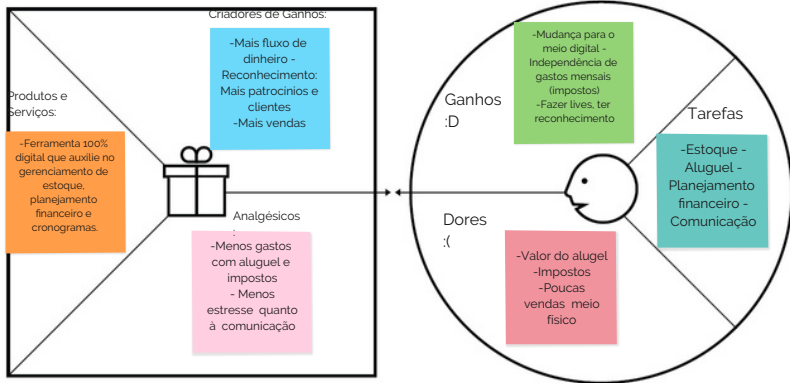 Criadores de Ganhos:
-Mais fluxo de
dinheiro -
Reconhecimento:
Mais patrocínios e
clientes
-Mais vendas
Produtos e
Serviços:
-Ferramenta 100%
digital que auxilie no
gerenciamento de
estoque,
planejamento
financeiro e
cronogramas.
Analgésicos
:
-Menos gastos
com aluguel e
impostos
- Menos
estresse quanto
à comunicação
Ganhos
:D
-Mudança para o
meio digital -
Independência de
gastos mensais
(impostos)
-Fazer lives, ter
reconhecimento
Tarefas
-Estoque -
Aluguel -
Planejamento
financeiro -
Comunicação
Dores
:(
-Valor do alugel
-Impostos
-Poucas
vendas meio
físico